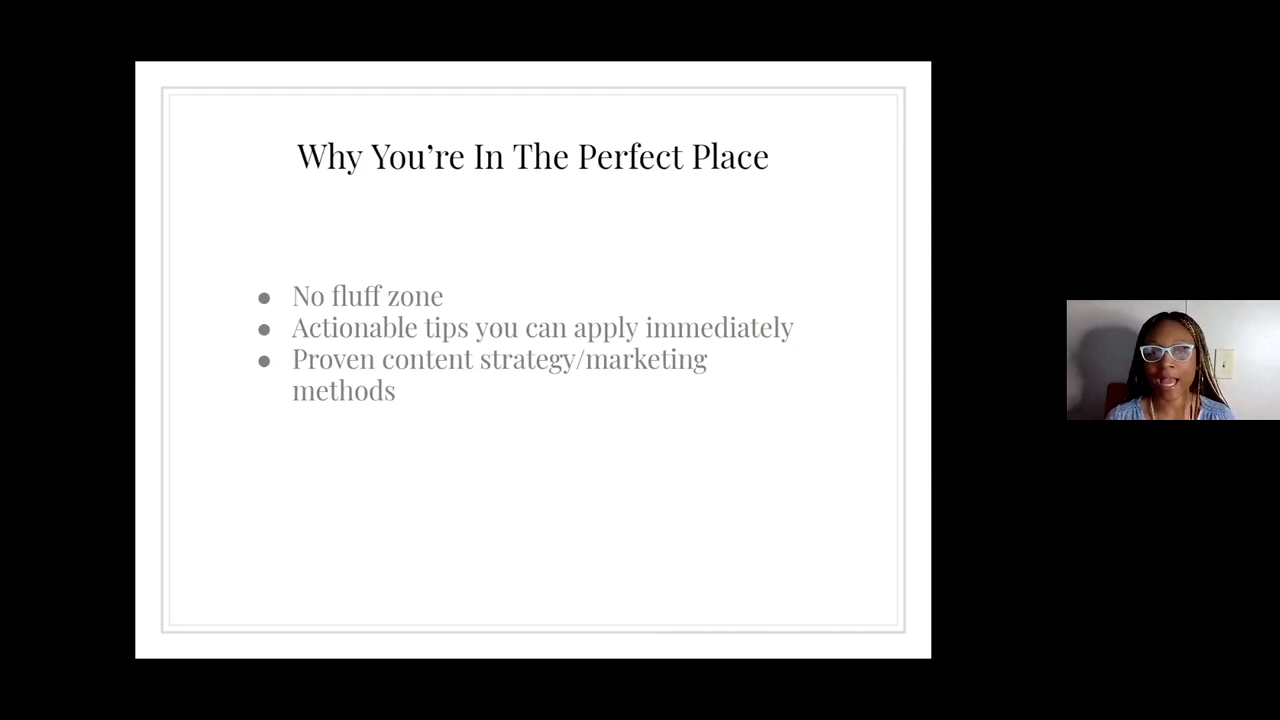 Why You’re In The Perfect Place
● No fluff zone
● Actionable tips you can apply immediately
● Proven content strategy/marketing
methods